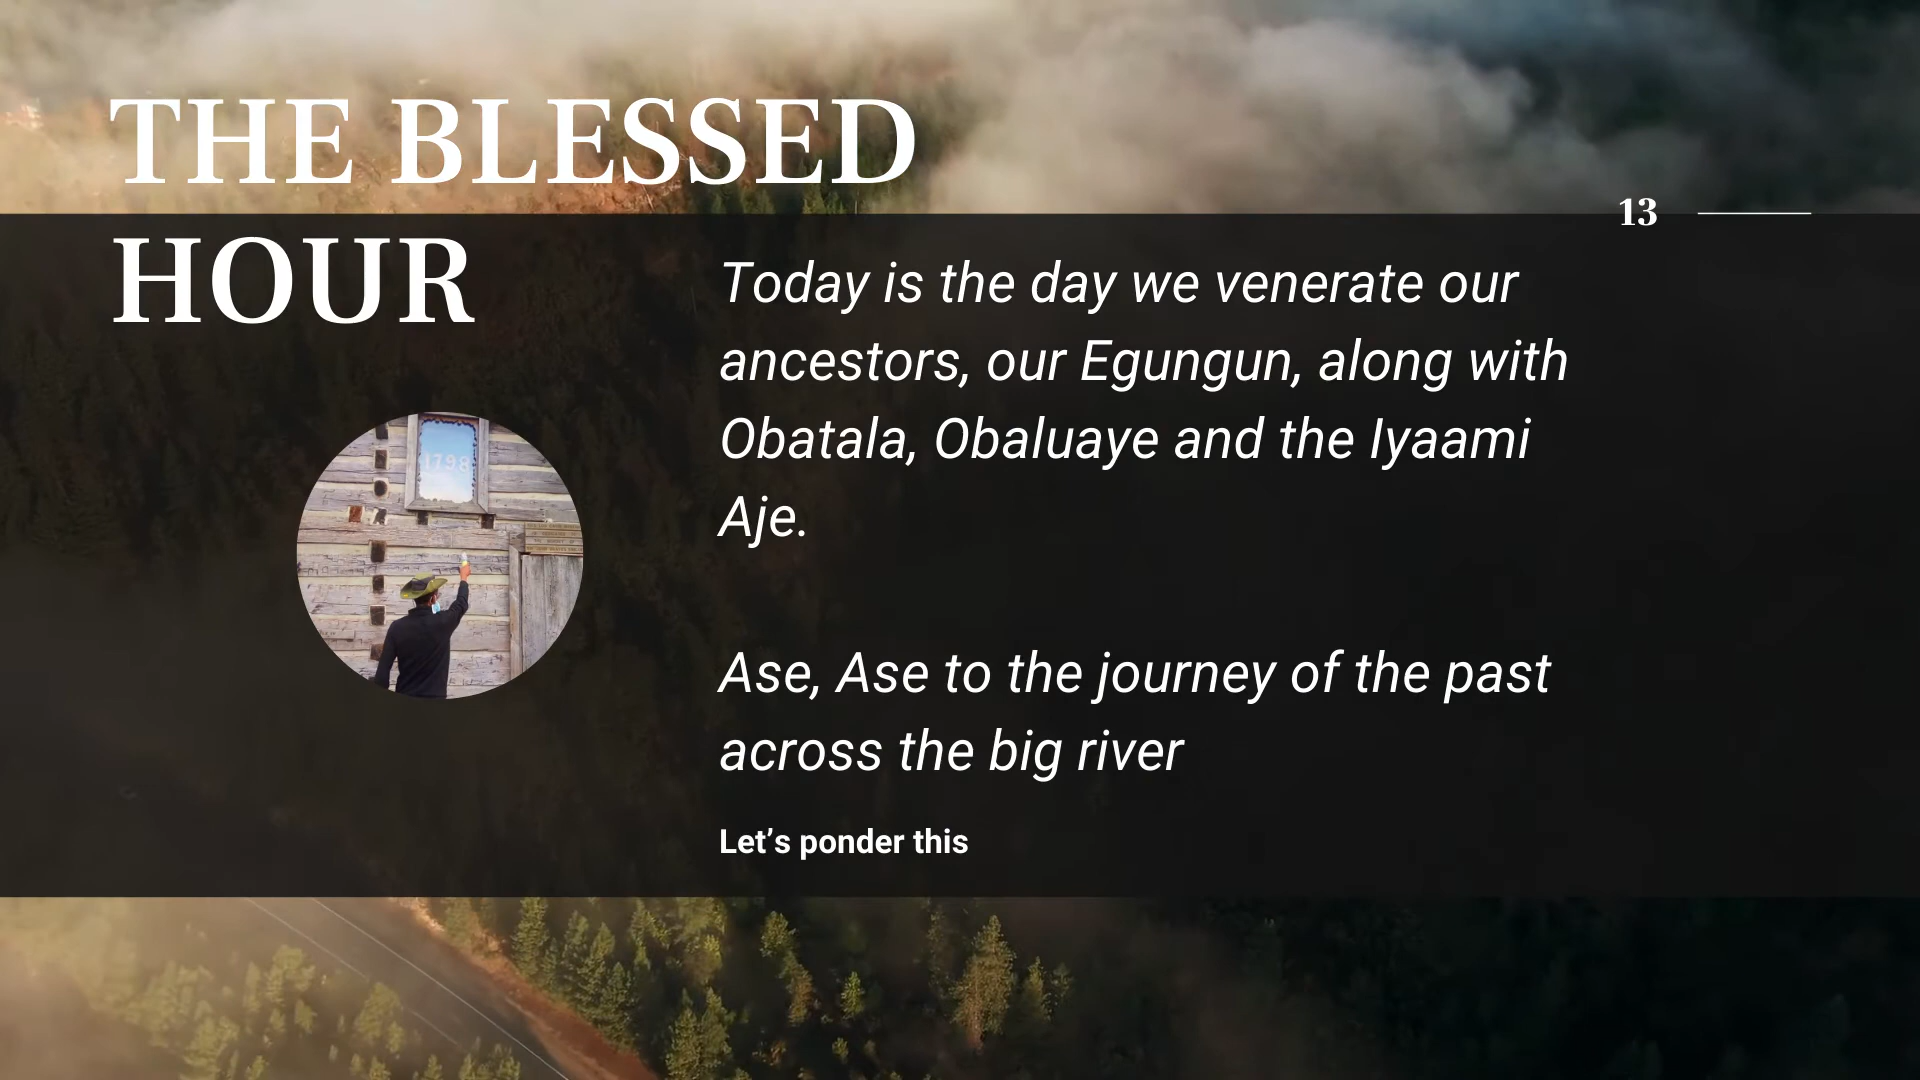 THE BLESSED
HOUR
13
Today is the day we venerate our
ancestors, our Egungun, along with
Obatala, Obaluaye and the Iyaami
Aje.
Ase, Ase to the journey of the past
across the big river
Let’s ponder this
1798